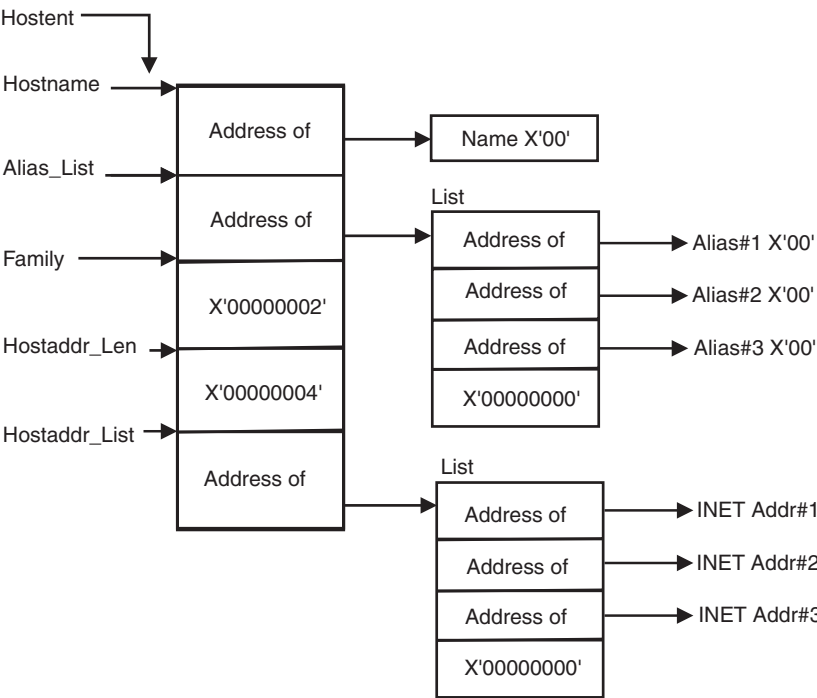 Hostent
Hostname
Address of
Name X'00'
Alias_List
List
Address of
Address of
Alias#1 X'00'
Family
Address of
Alias#2 X'00'
X'00000002'
Hostaddr_Len
Address of
Alias#3 X'00'
X'00000004'
X'00000000'
Hostaddr_List
List
Address of
Address of
INET Addr#1
Address of
INET Addr#2
Address of
INET Addr#3
X'00000000'